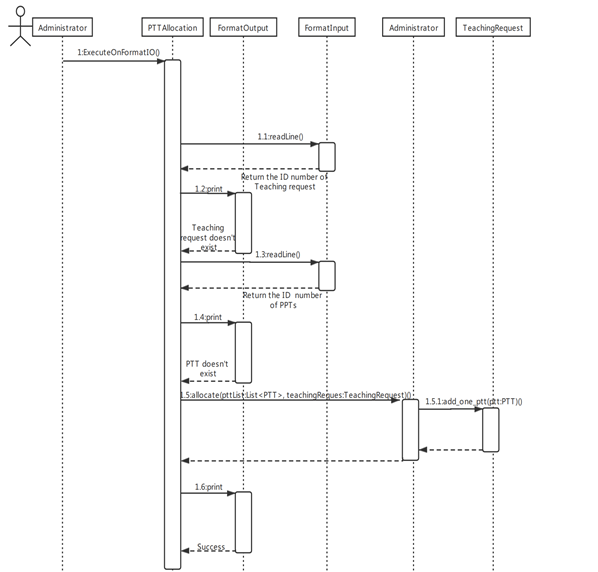 Administrator
PTTAllocation
FormatOutput
FormatInput
Administrator
TeachingRequest
1:ExecuteOnFormatIO()
1.1:readLine()
Return the ID number of
Teaching request
1.2:print
Teaching
request doesn't
exist
1.3:readLine()
Return the ID number
of PPTs
1.4:print
PTT doesn't
exist
1.5:allocate(pttList:List<PTT>, teachingReques:TeachingRequest)()
1.5.1:add_one_ptt(ptt:PTT)()
1.6:print
Success